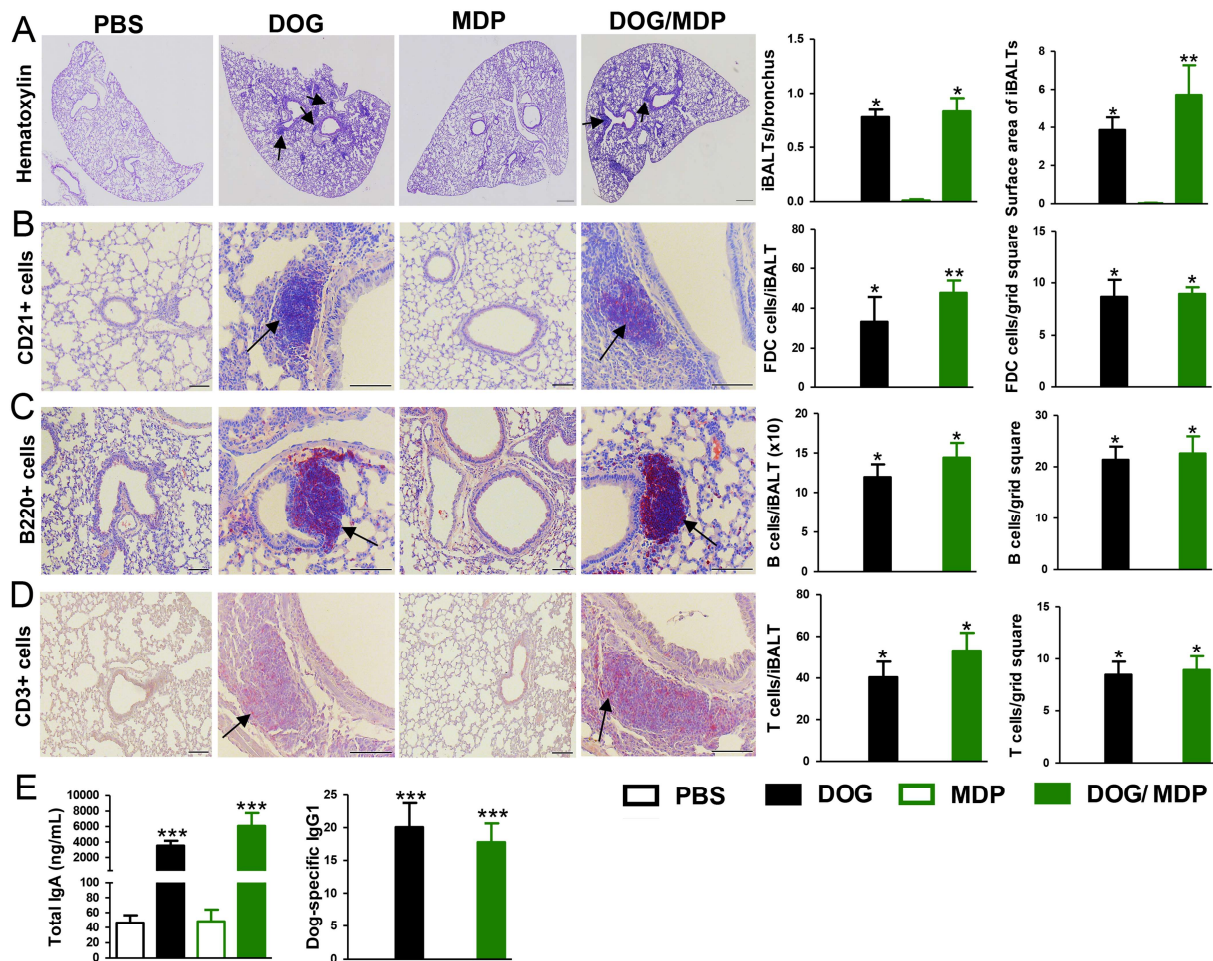 A
PBS
DOG
MDP
DOG/MDP
Hematoxylin
iBALTs/bronchus
1.5
1.0
0.5
0.0
*
*
Surface area of iBALTs
8
6
4
2
0
*
**
B
CD21+ cells
FDC cells/iBALT
80
60
40
20
0
*
**
FDC cells/grid square
15
10
5
0
*
*
C
B220+ cells
B cells/iBALT (x10)
20
15
10
5
0
*
*
B cells/grid square
30
20
10
0
*
*
D
CD3+ cells
T cells/iBALT
80
60
40
20
0
*
*
T cells/grid square
15
10
5
0
*
*
E
Total IgA (ng/mL)
10000
8000
6000
4000
2000
100
80
60
40
20
0
***
***
Dog-specific IgG1
25
20
15
10
5
0
***
***
PBS
DOG
MDP
DOG/ MDP